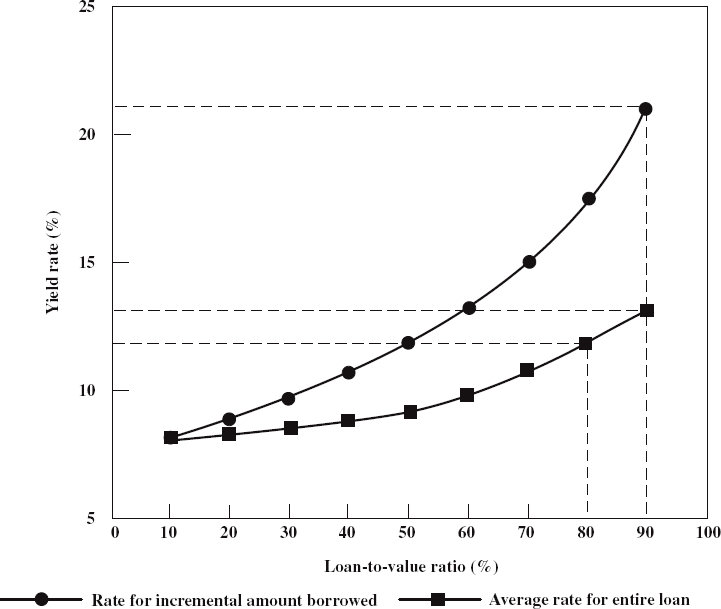 25
20
15
10
5
Yield rate (%)
0 10 20 30 40 50 60 70 80 90 100
Loan-to-value ratio (%)
Rate for incremental amount borrowed Average rate for entire loan